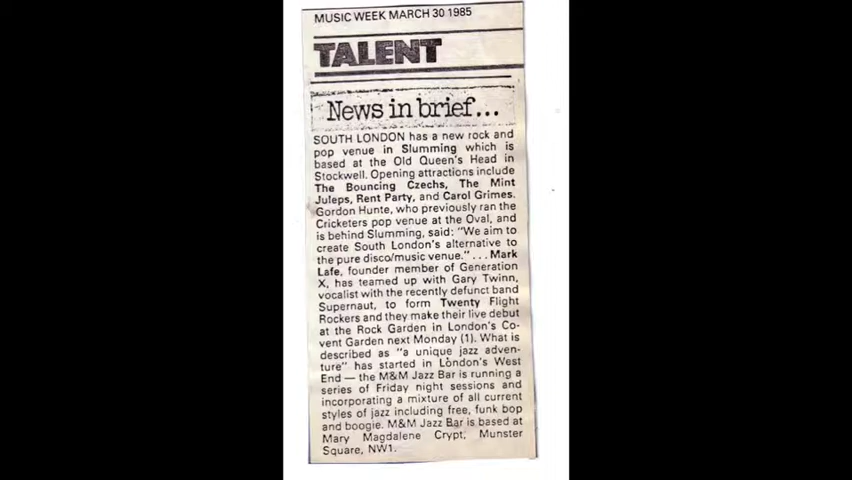 MUSIC WEEK MARCH 30 1985
TALENT
News in brief...
SOUTH LONDON has a new rock and
pop venue in Slumming which is
based at the Old Queen's Head in
Stockwell. Opening attractions include
The Bouncing Czechs, The Mint
Juleps, Rent Party, and Carol Grimes.
Gordon Hunte, who previously ran the
Cricketers pop venue at the Oval, and
is behind Slumming, said: "We aim to
create South London's alternative to
the pure disco/music venue." ... Mark
Lafe, founder member of Generation
X, has teamed up with Gary Twinn,
vocalist with the recently defunct band
Supernaut, to form Twenty Flight
Rockers and they make their live debut
at the Rock Garden in London's Co-
vent Garden next Monday (1). What is
described as "a unique jazz adven-
ture" has started in London's West
End — the M&M Jazz Bar is running a
series of Friday night sessions and
incorporating a mixture of all current
styles of jazz including free, funk bop
and boogie. M&M Jazz Bar is based at
Mary Magdalene Crypt, Munster
Square, NW1.